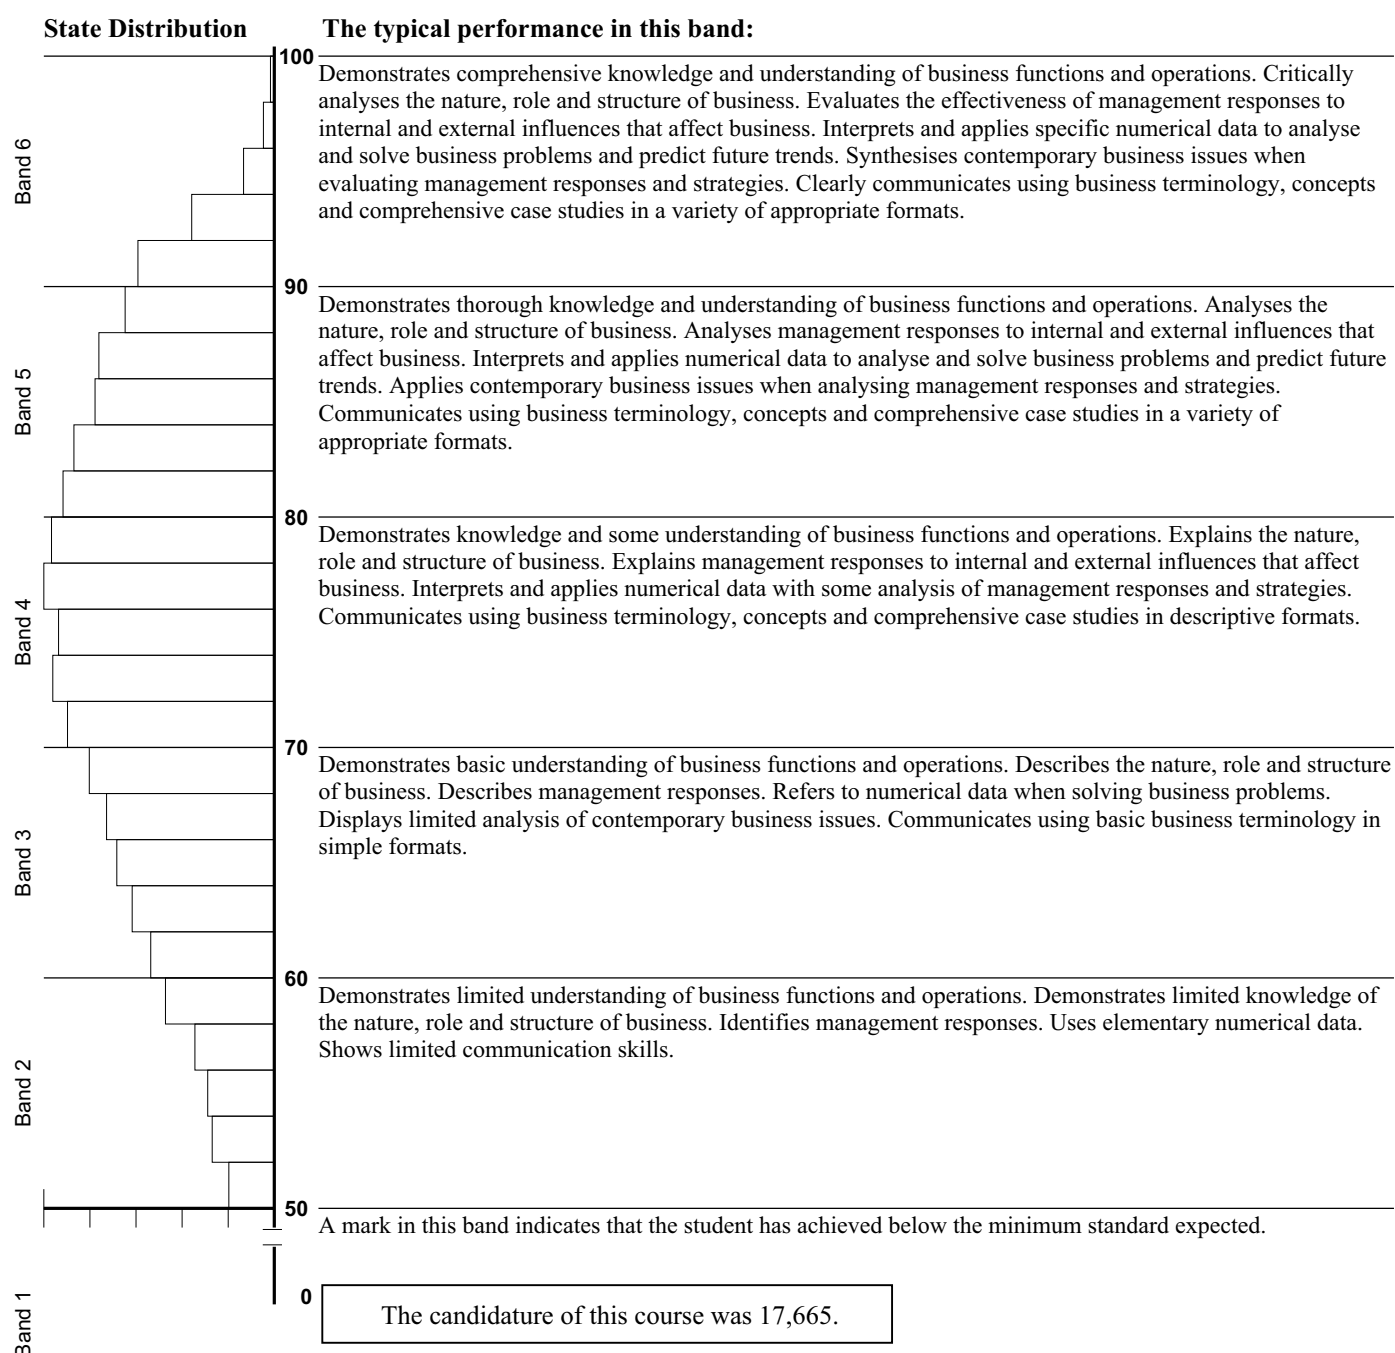 State Distribution
The typical performance in this band:
100
Demonstrates comprehensive knowledge and understanding of business functions and operations. Critically
analyses the nature, role and structure of business. Evaluates the effectiveness of management responses to
internal and external influences that affect business. Interprets and applies specific numerical data to analyse
and solve business problems and predict future trends. Synthesises contemporary business issues when
evaluating management responses and strategies. Clearly communicates using business terminology, concepts
and comprehensive case studies in a variety of appropriate formats.
Band 6
90
Demonstrates thorough knowledge and understanding of business functions and operations. Analyses the
nature, role and structure of business. Analyses management responses to internal and external influences that
affect business. Interprets and applies numerical data to analyse and solve business problems and predict future
trends. Applies contemporary business issues when analysing management responses and strategies.
Communicates using business terminology, concepts and comprehensive case studies in a variety of
appropriate formats.
Band 5
80
Demonstrates knowledge and some understanding of business functions and operations. Explains the nature,
role and structure of business. Explains management responses to internal and external influences that affect
business. Interprets and applies numerical data with some analysis of management responses and strategies.
Communicates using business terminology, concepts and comprehensive case studies in descriptive formats.
Band 4
70
Demonstrates basic understanding of business functions and operations. Describes the nature, role and structure
of business. Describes management responses. Refers to numerical data when solving business problems.
Displays limited analysis of contemporary business issues. Communicates using basic business terminology in
simple formats.
Band 3
60
Demonstrates limited understanding of business functions and operations. Demonstrates limited knowledge of
the nature, role and structure of business. Identifies management responses. Uses elementary numerical data.
Shows limited communication skills.
Band 2
50
A mark in this band indicates that the student has achieved below the minimum standard expected.
0
Band 1
The candidature of this course was 17,665.